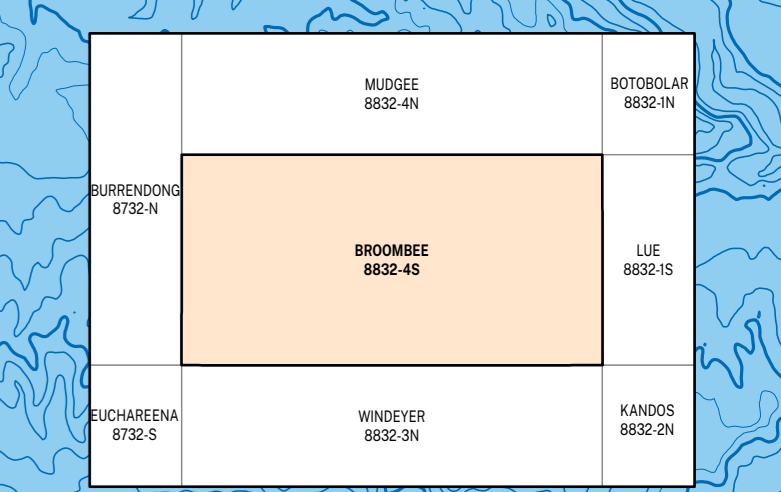 MUDGEE
8832-4N
BOTOBOLAR
8832-1N
BURRENDONG
8732-N
BROOMBEE
8832-4S
LUE
8832-1S
EUCHAREENA
8732-S
WINDEYER
8832-3N
KANDOS
8832-2N